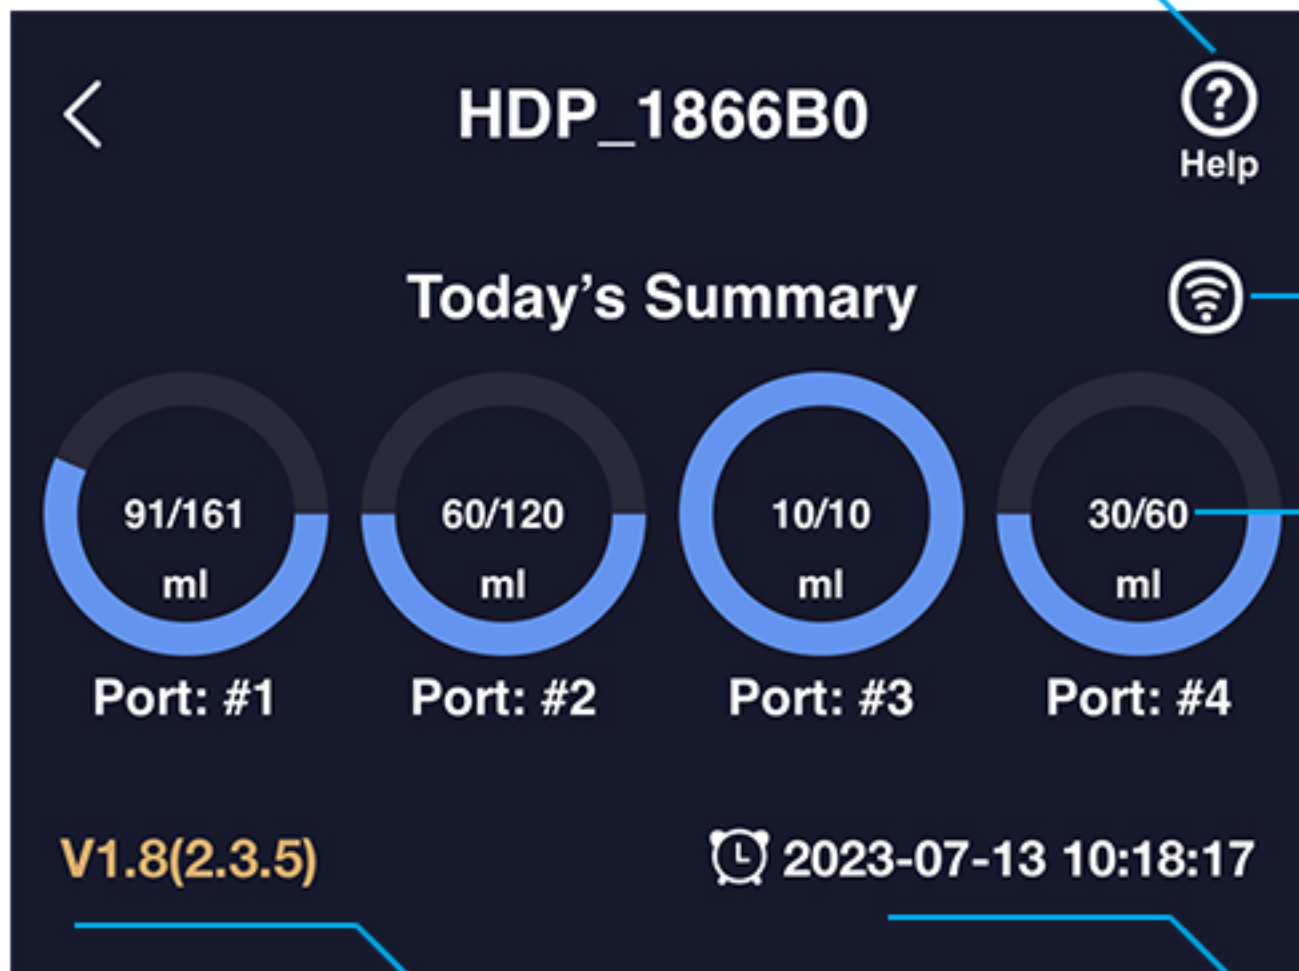 HDP_1866B0
Help
Today's Summary
91/161
ml
60/120
ml
10/10
ml
30/60
ml
Port: #1
Port: #2
Port: #3
Port: #4
V1.8(2.3.5)
2023-07-13 10:18:17